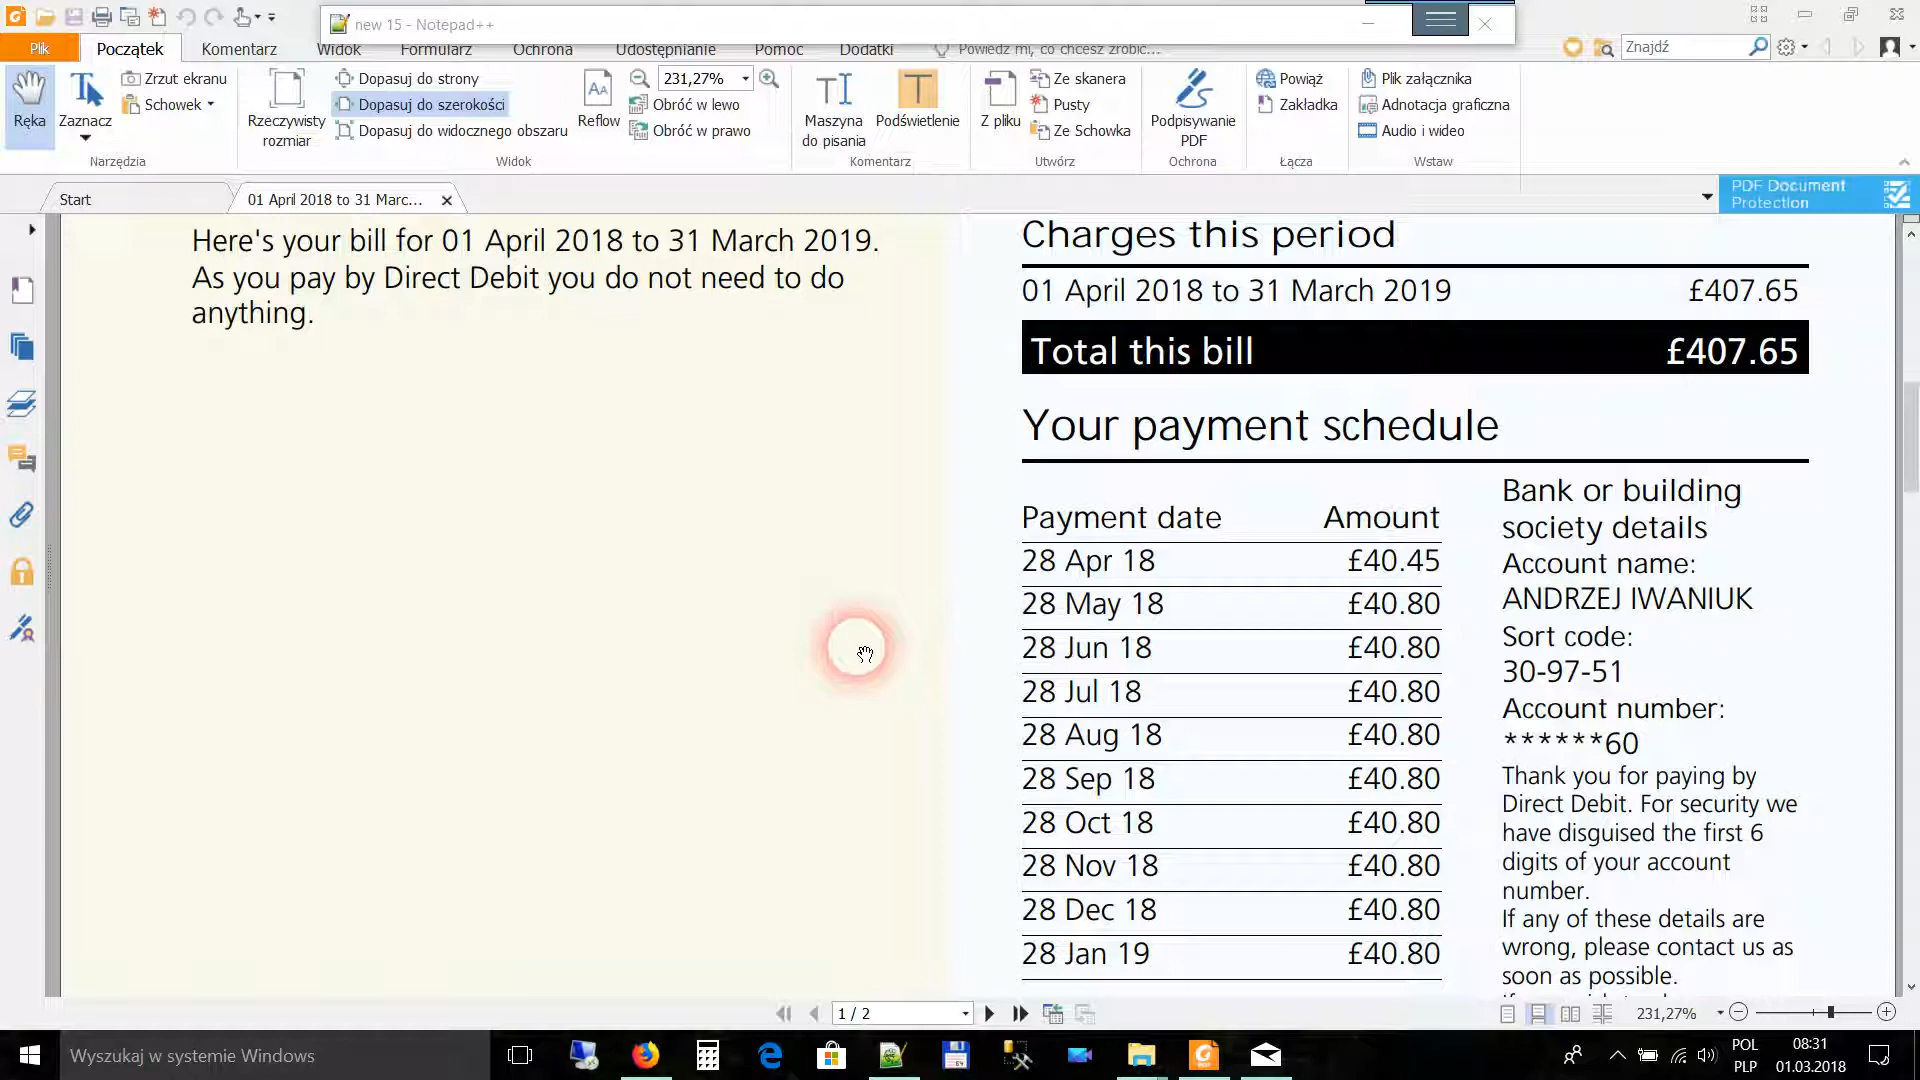 new 15 - Notepad++
Plik
Początek
Komentarz
Widok
Formularz
Ochrona
Udostępnianie
Pomoc
Dodatki
Powiedz mi, co chcesz zrobić...
Znajdź
Ręka
Zaznacz
Zrzut ekranu
Schowek
Narzędzia
Rzeczywisty
rozmiar
Dopasuj do strony
Dopasuj do szerokości
Dopasuj do widocznego obszaru
Reflow
231,27%
Obróć w lewo
Obróć w prawo
Widok
Maszyna
do pisania
Podświetlenie
Komentarz
Z pliku
Ze skanera
Pusty
Ze Schowka
Utwórz
Podpisywanie
PDF
Ochrona
Powiąż
Zakładka
Łącza
Plik załącznika
Adnotacja graficzna
Audio i wideo
Wstaw
Start
01 April 2018 to 31 Marc...
PDF Document
Protection
Here's your bill for 01 April 2018 to 31 March 2019.
As you pay by Direct Debit you do not need to do
anything.
Charges this period
01 April 2018 to 31 March 2019 £407.65
Total this bill £407.65
Your payment schedule
Payment date Amount
28 Apr 18 £40.45
28 May 18 £40.80
28 Jun 18 £40.80
28 Jul 18 £40.80
28 Aug 18 £40.80
28 Sep 18 £40.80
28 Oct 18 £40.80
28 Nov 18 £40.80
28 Dec 18 £40.80
28 Jan 19 £40.80
Bank or building
society details
Account name:
ANDRZEJ IWANIUK
Sort code:
30-97-51
Account number:
******60
Thank you for paying by
Direct Debit. For security we
have disguised the first 6
digits of your account
number.
If any of these details are
wrong, please contact us as
soon as possible.
1 / 2
231,27%
Wyszukaj w systemie Windows
POL
PLP
08:31
01.03.2018